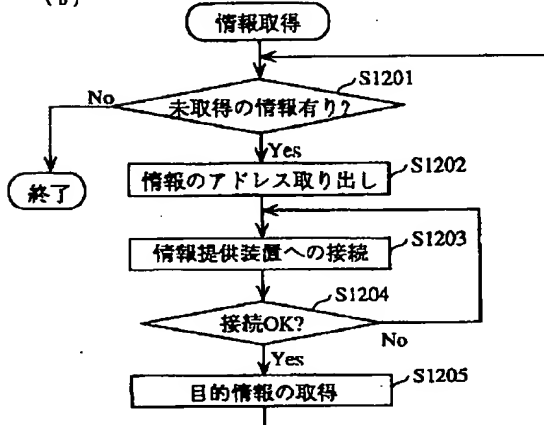 (b)
情報取得
S1201
No
未取得の情報有り?
Yes
終了
情報のアドレス取り出し
S1202
情報提供装置への接続
S1203
S1204
接続OK?
No
Yes
目的情報の取得
S1205